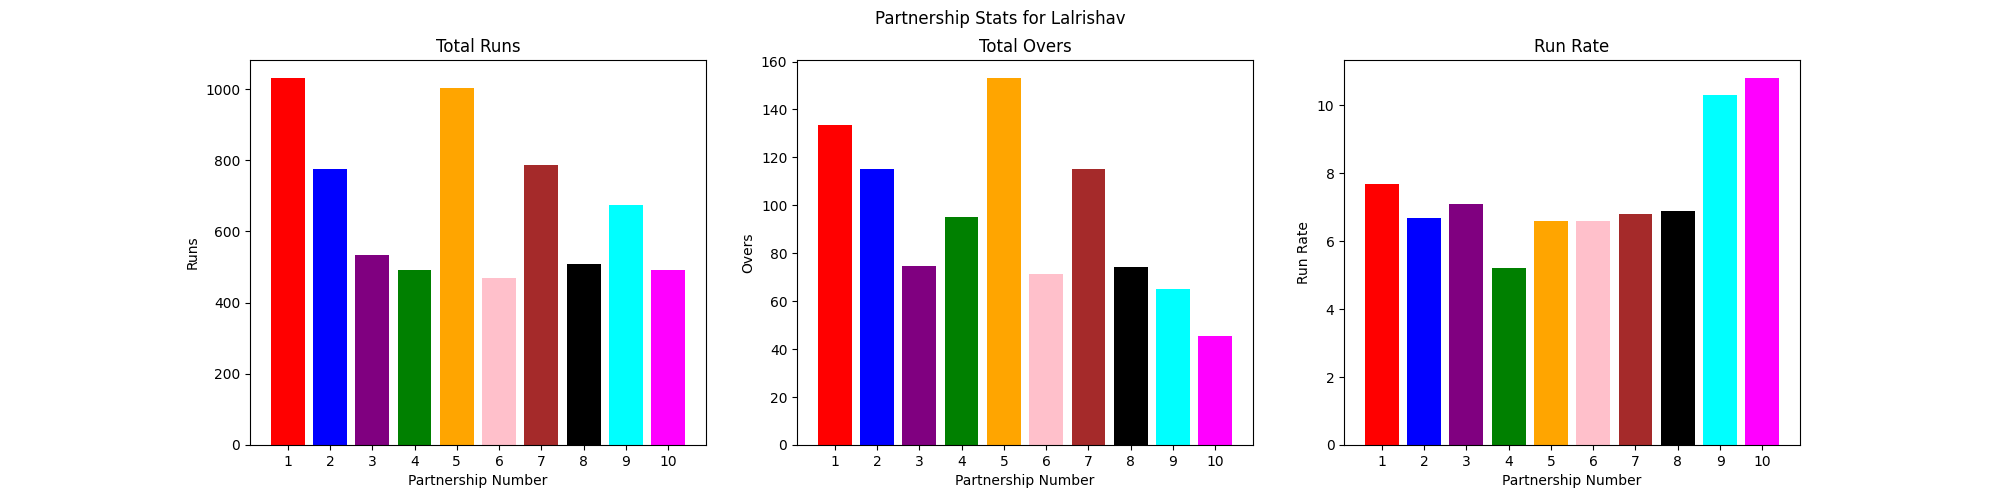 Partnership Stats for Lalrishav
Total Runs
1000
800
600
400
200
0
Runs
1 2 3 4 5 6 7 8 9 10
Partnership Number
Total Overs
160
140
120
100
80
60
40
20
0
Overs
1 2 3 4 5 6 7 8 9 10
Partnership Number
Run Rate
10
8
6
4
2
0
Run Rate
1 2 3 4 5 6 7 8 9 10
Partnership Number